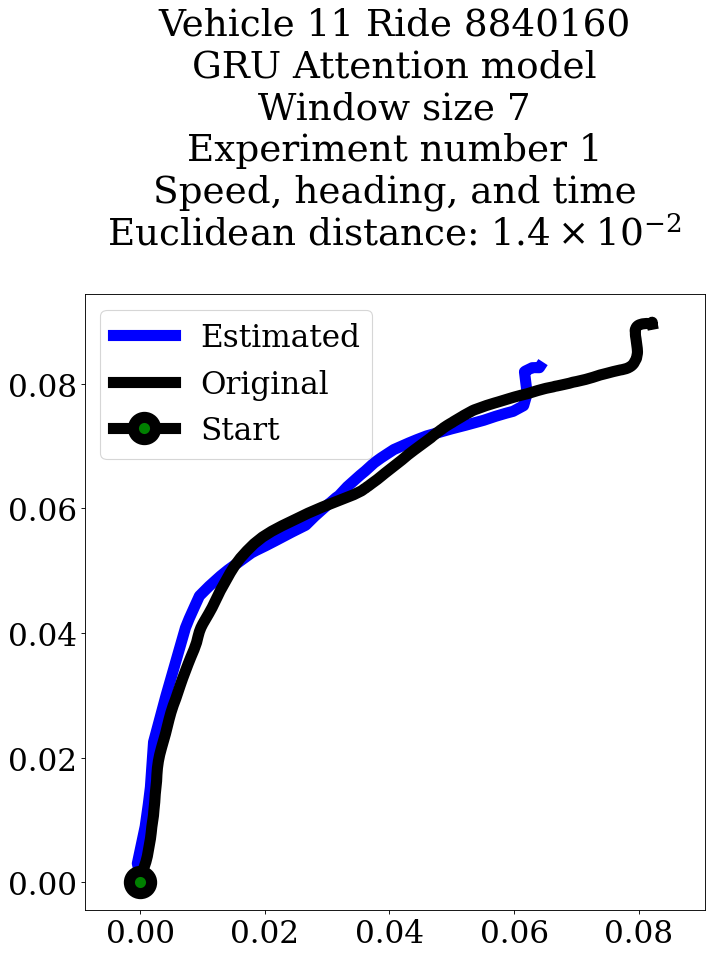 Vehicle 11 Ride 8840160
GRU Attention model
Window size 7
Experiment number 1
Speed, heading, and time
Euclidean distance: 1.4 × 10⁻²
Estimated
Original
Start
0.08
0.06
0.04
0.02
0.00
0.00 0.02 0.04 0.06 0.08